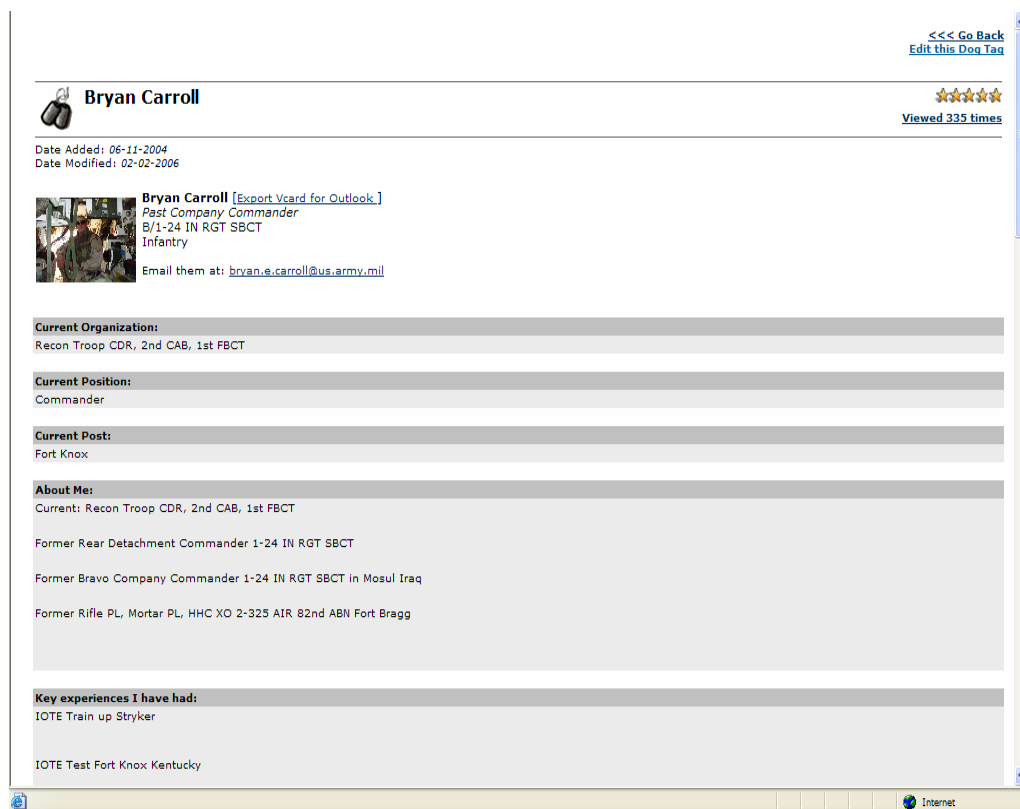 <<< Go Back
Edit this Dog Tag
Bryan Carroll
Viewed 335 times
Date Added: 06-11-2004
Date Modified: 02-02-2006
Bryan Carroll [Export Vcard for Outlook ]
Past Company Commander
B/1-24 IN RGT SBCT
Infantry
Email them at: bryan.e.carroll@us.army.mil
Current Organization:
Recon Troop CDR, 2nd CAB, 1st FBCT
Current Position:
Commander
Current Post:
Fort Knox
About Me:
Current: Recon Troop CDR, 2nd CAB, 1st FBCT
Former Rear Detachment Commander 1-24 IN RGT SBCT
Former Bravo Company Commander 1-24 IN RGT SBCT in Mosul Iraq
Former Rifle PL, Mortar PL, HHC XO 2-325 AIR 82nd ABN Fort Bragg
Key experiences I have had:
IOTE Train up Stryker
IOTE Test Fort Knox Kentucky
Internet